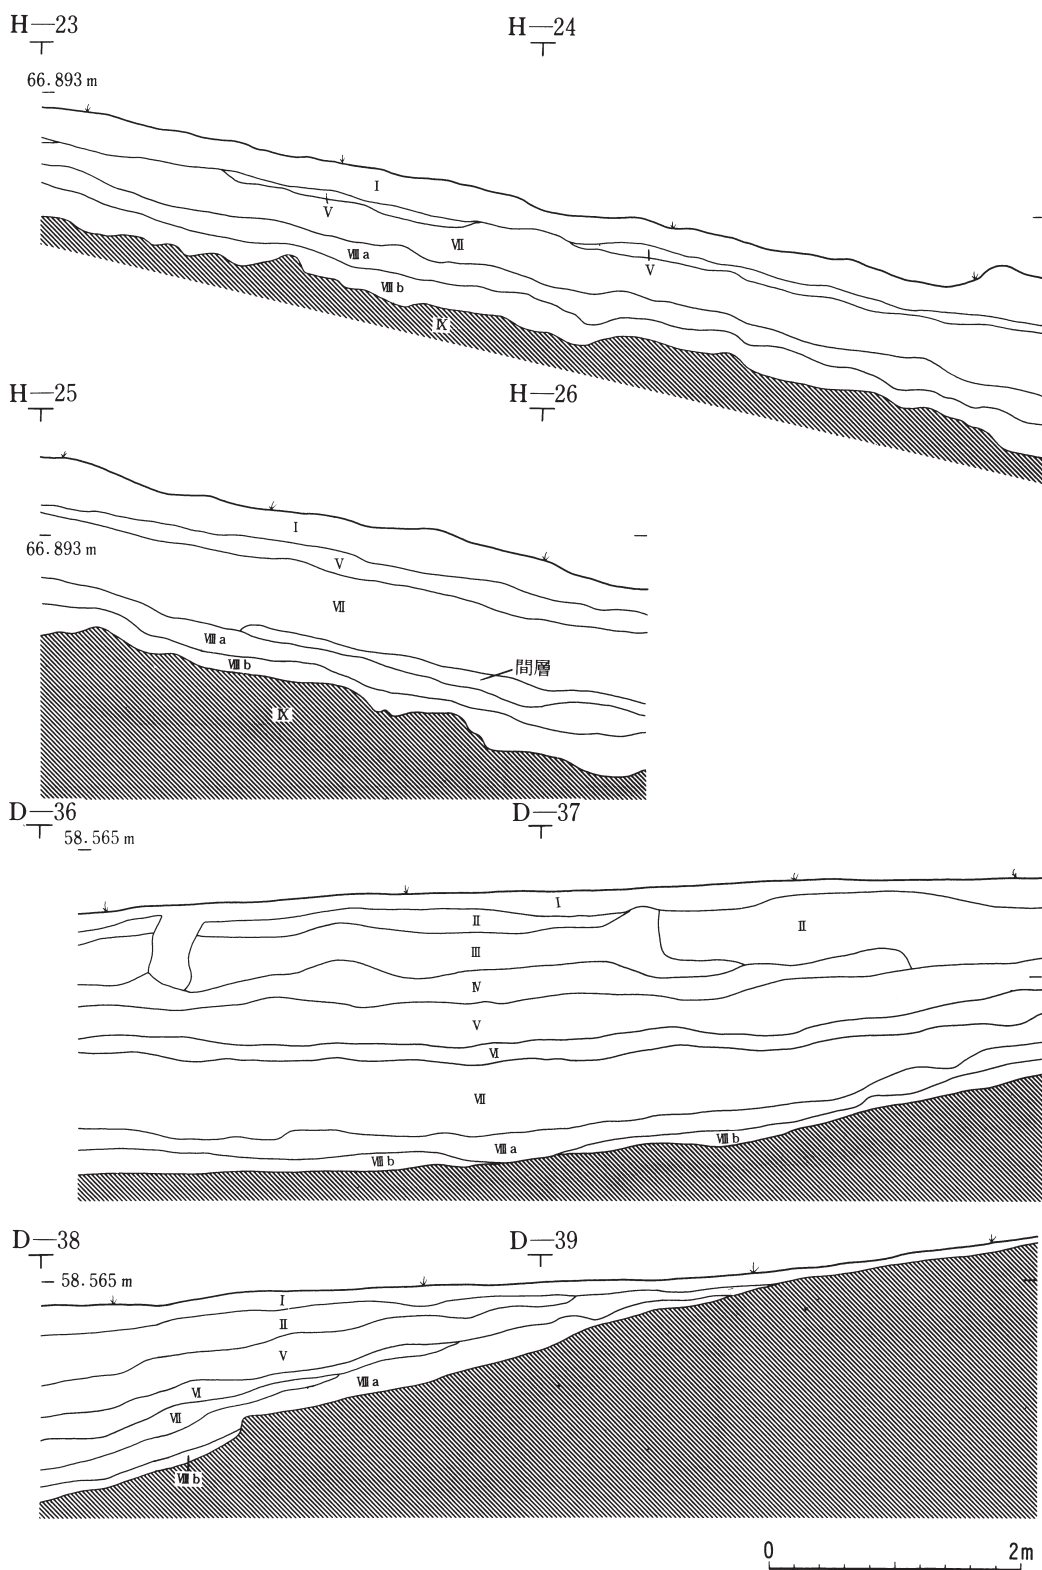 H—23
H—24
66.893 m
I
V
Ⅶ
V
Ⅷ a
Ⅷ b
Ⅸ
H—25
H—26
I
66.893 m
V
Ⅶ
Ⅷ a
Ⅷ b
間層
Ⅸ
D—36
D—37
58.565 m
I
Ⅱ
Ⅱ
Ⅲ
Ⅳ
V
Ⅵ
Ⅶ
Ⅷ a
Ⅷ b
Ⅷ b
D—38
D—39
58.565 m
I
Ⅱ
V
Ⅵ
Ⅷ a
Ⅶ
Ⅷ b
0
2m